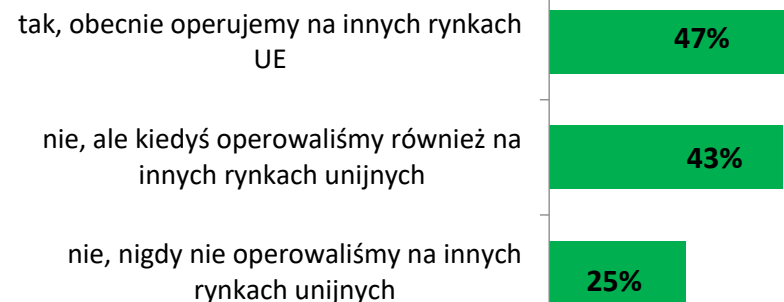 tak, obecnie operujemy na innych rynkach
UE
47%
nie, ale kiedyś operowaliśmy również na
innych rynkach unijnych
43%
nie, nigdy nie operowaliśmy na innych
rynkach unijnych
25%